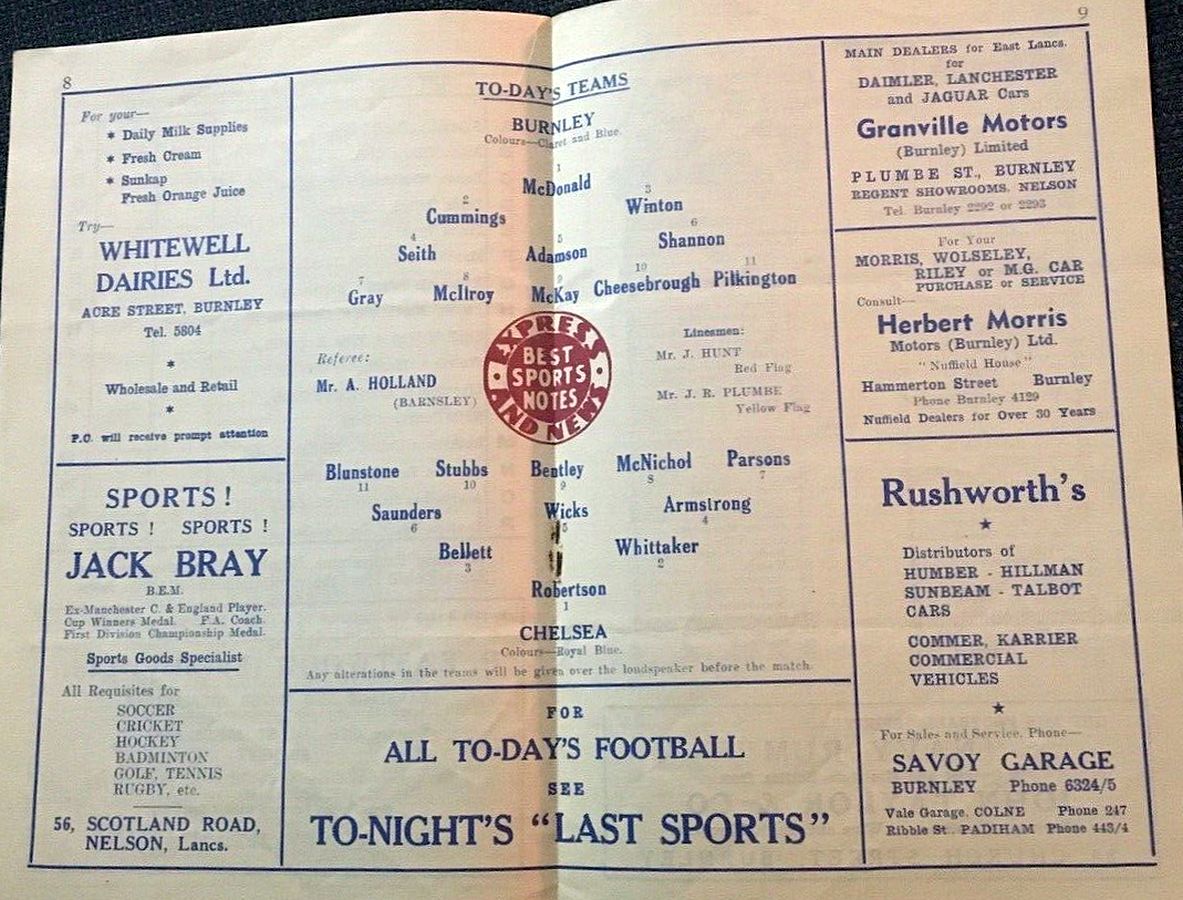 8
For your—
* Daily Milk Supplies
* Fresh Cream
* Sunkap
Fresh Orange Juice
Try—
WHITEWELL
DAIRIES Ltd.
ACRE STREET, BURNLEY
Tel. 5804
*
Wholesale and Retail
*
P.C. will receive prompt attention
SPORTS !
SPORTS ! SPORTS !
JACK BRAY
B.E.M.
Ex-Manchester C. & England Player.
Cup Winners Medal. F.A. Coach.
First Division Championship Medal.
Sports Goods Specialist
All Requisites for
SOCCER
CRICKET
HOCKEY
BADMINTON
GOLF, TENNIS
RUGBY, etc.
56, SCOTLAND ROAD,
NELSON, Lancs.
TO-DAY'S TEAMS
BURNLEY
Colours—Claret and Blue.
1
McDonald
2 3
Cummings Winton
4 5 6
Seith Adamson Shannon
7 8 9 10 11
Gray McIlroy McKay Cheesebrough Pilkington
Referee:
Mr. A. HOLLAND
(BARNSLEY)
EXPRESS
BEST
SPORTS
NOTES
AND NEWS
Linesmen:
Mr. J. HUNT
Red Flag
Mr. J. R. PLUMBE
Yellow Flag
Blunstone Stubbs Bentley McNichol Parsons
11 10 9 8 7
Saunders Wicks Armstrong
6 5 4
Bellett Whittaker
3 2
Robertson
1
CHELSEA
Colours—Royal Blue.
Any alterations in the teams will be given over the loudspeaker before the match.
FOR
ALL TO-DAY'S FOOTBALL
SEE
TO-NIGHT'S "LAST SPORTS"
9
MAIN DEALERS for East Lancs.
for
DAIMLER, LANCHESTER
and JAGUAR Cars
Granville Motors
(Burnley) Limited
PLUMBE ST., BURNLEY
REGENT SHOWROOMS, NELSON
Tel. Burnley 2292 or 2293
For Your
MORRIS, WOLSELEY,
RILEY or M.G. CAR
PURCHASE or SERVICE
Consult—
Herbert Morris
Motors (Burnley) Ltd.
"Nuffield House"
Hammerton Street Burnley
Phone Burnley 4129
Nuffield Dealers for Over 30 Years
Rushworth's
★
Distributors of
HUMBER - HILLMAN
SUNBEAM - TALBOT
CARS
COMMER, KARRIER
COMMERCIAL
VEHICLES
★
For Sales and Service, Phone—
SAVOY GARAGE
BURNLEY Phone 6324/5
Vale Garage, COLNE Phone 247
Ribble St., PADIHAM Phone 443/4